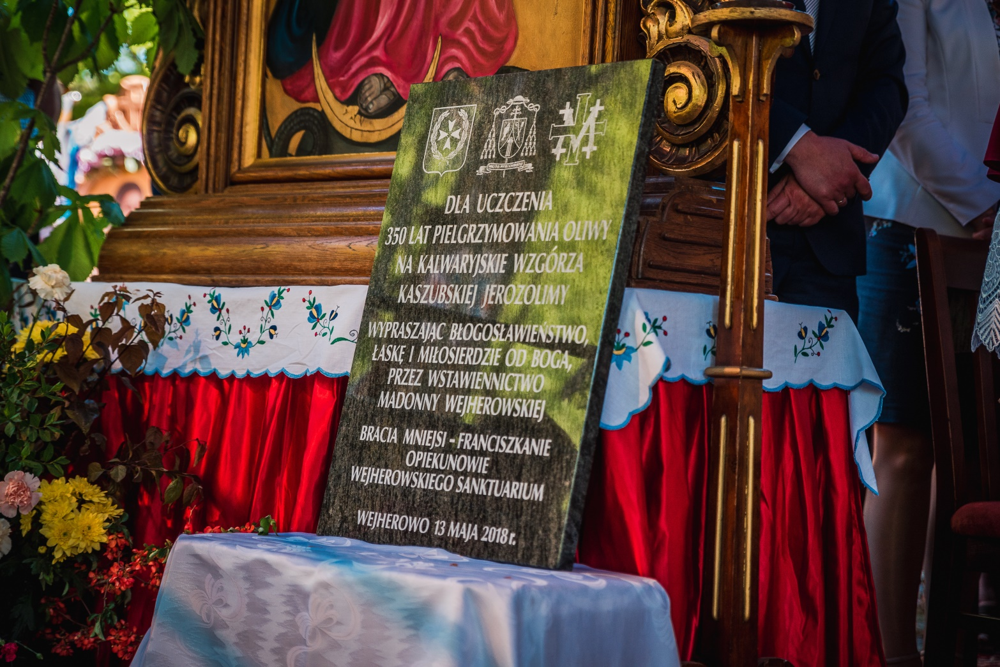 DLA UCZCZENIA
350 LAT PIELGRZYMOWANIA OLIWY
NA KALWARYJSKIE WZGÓRZA
KASZUBSKIEJ JEROZOLIMY
WYPRASZAJĄC BŁOGOSŁAWIEŃSTWO,
ŁASKĘ I MIŁOSIERDZIE OD BOGA,
PRZEZ WSTAWIENNICTWO
MADONNY WEJHEROWSKIEJ
BRACIA MNIEJSI - FRANCISZKANIE
OPIEKUNOWIE
WEJHEROWSKIEGO SANKTUARIUM
WEJHEROWO 13 MAJA 2018 r.